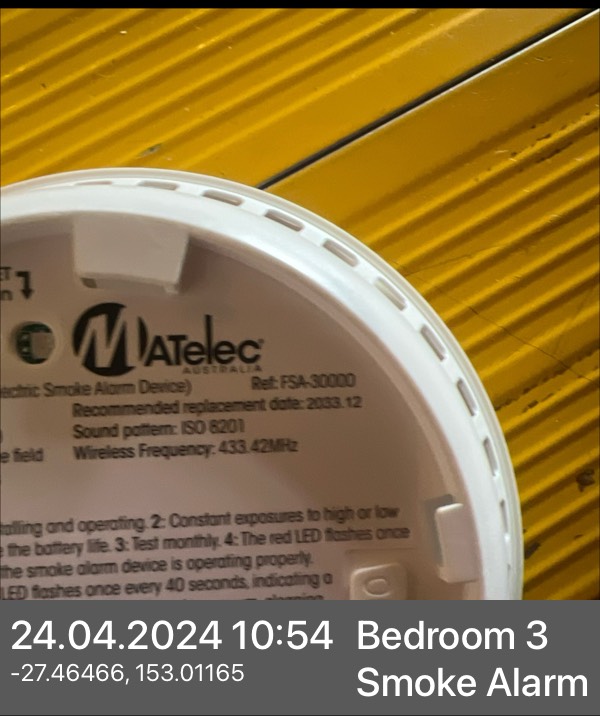 ET
n
MATelec
AUSTRALIA
ectric Smoke Alarm Device) Ref: FSA-30000
Recommended replacement date: 2033.12
) Sound pattern: ISO 8201
e field Wireless Frequency: 433.42MHz
talling and operating. 2: Constant exposures to high or low
the battery life. 3: Test monthly. 4: The red LED flashes once
the smoke alarm device is operating properly.
LED flashes once every 40 seconds, indicating a
24.04.2024 10:54 Bedroom 3
-27.46466, 153.01165 Smoke Alarm